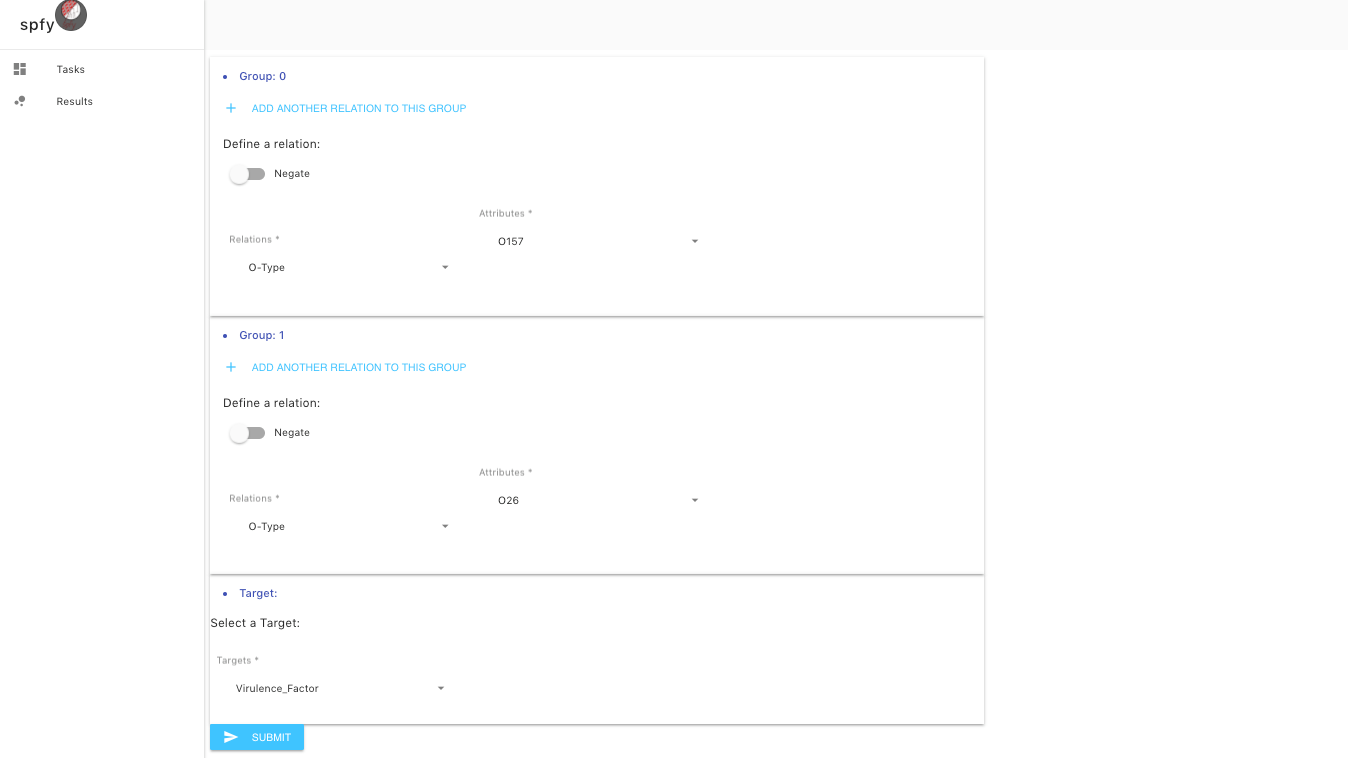 spfy
Tasks
Results
Group: 0
ADD ANOTHER RELATION TO THIS GROUP
Define a relation:
Negate
Attributes *
O157
Relations *
O-Type
Group: 1
ADD ANOTHER RELATION TO THIS GROUP
Define a relation:
Negate
Attributes *
O26
Relations *
O-Type
Target:
Select a Target:
Targets *
Virulence_Factor
SUBMIT